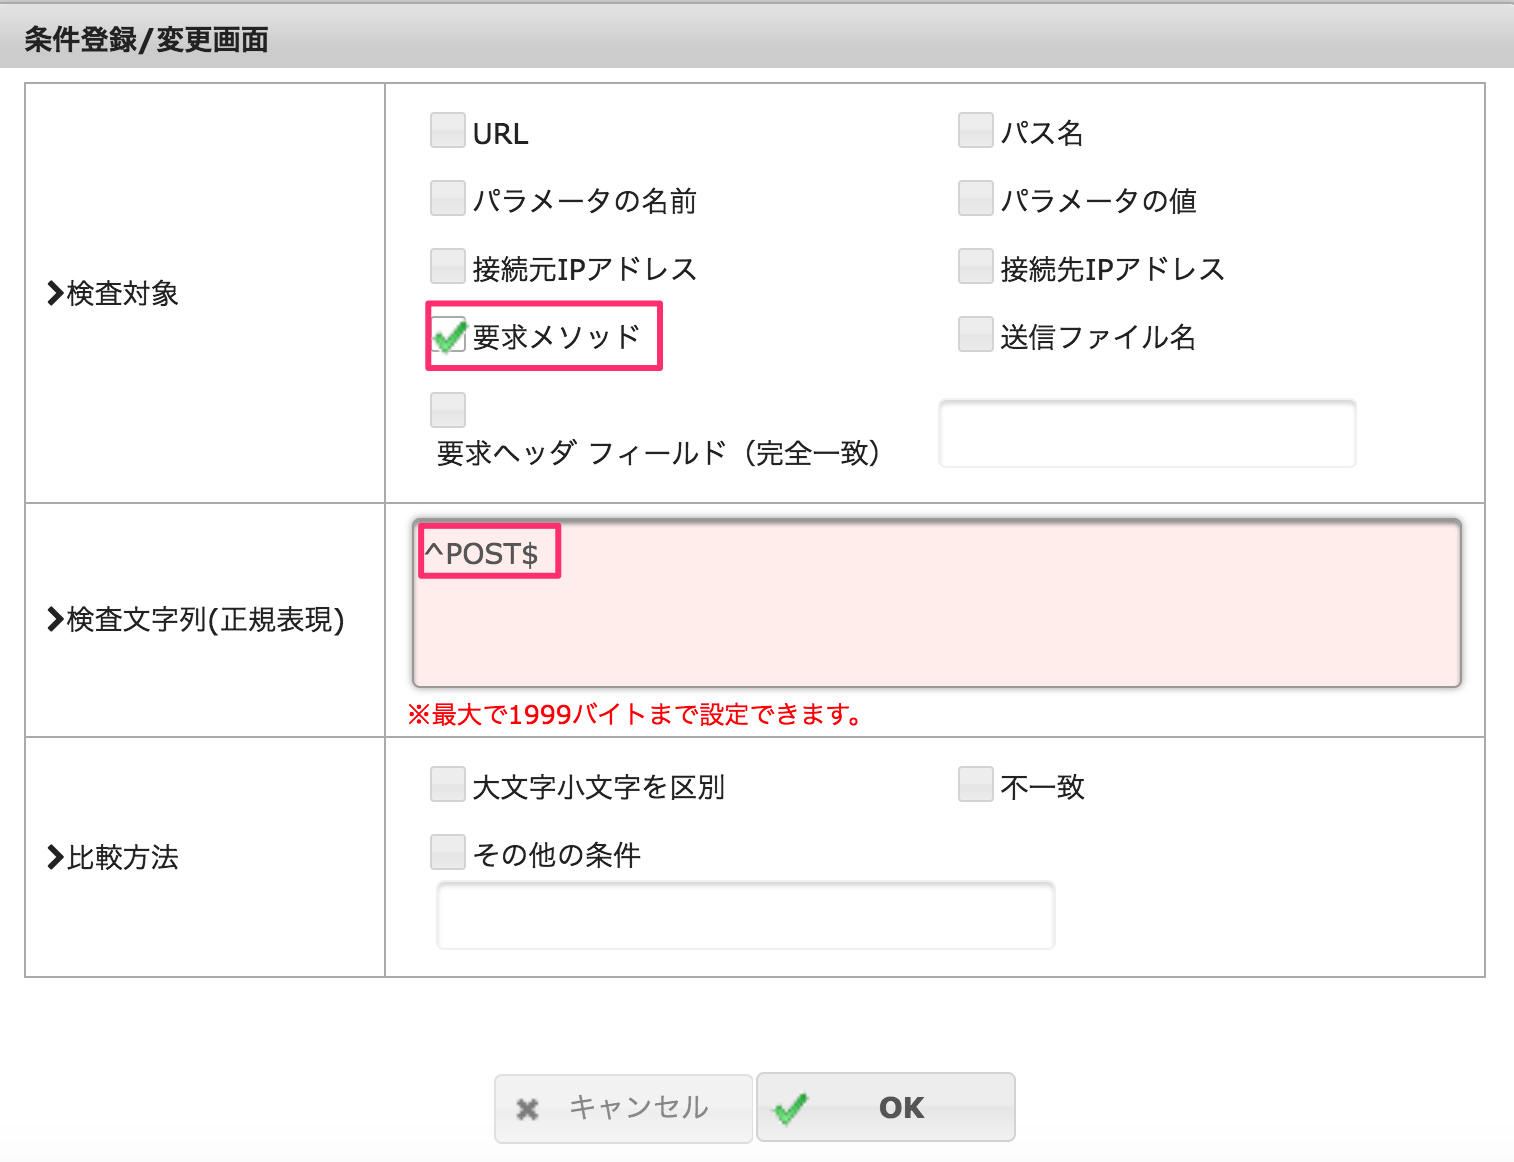 条件登録/変更画面
検査対象
URL
パス名
パラメータの名前
パラメータの値
接続元IPアドレス
接続先IPアドレス
要求メソッド
送信ファイル名
要求ヘッダ フィールド（完全一致）
検査文字列(正規表現)
^POST$
※最大で1999バイトまで設定できます。
比較方法
大文字小文字を区別
不一致
その他の条件
キャンセル
OK